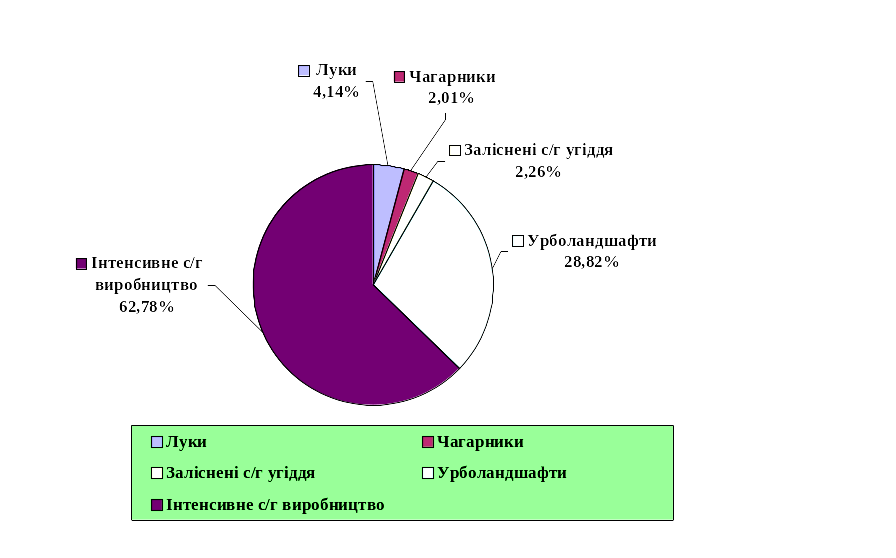 Луки
4,14%
Чагарники
2,01%
Заліснені с/г угіддя
2,26%
Урболандшафти
28,82%
Інтенсивне с/г
виробництво
62,78%
Луки
Чагарники
Заліснені с/г угіддя
Урболандшафти
Інтенсивне с/г виробництво